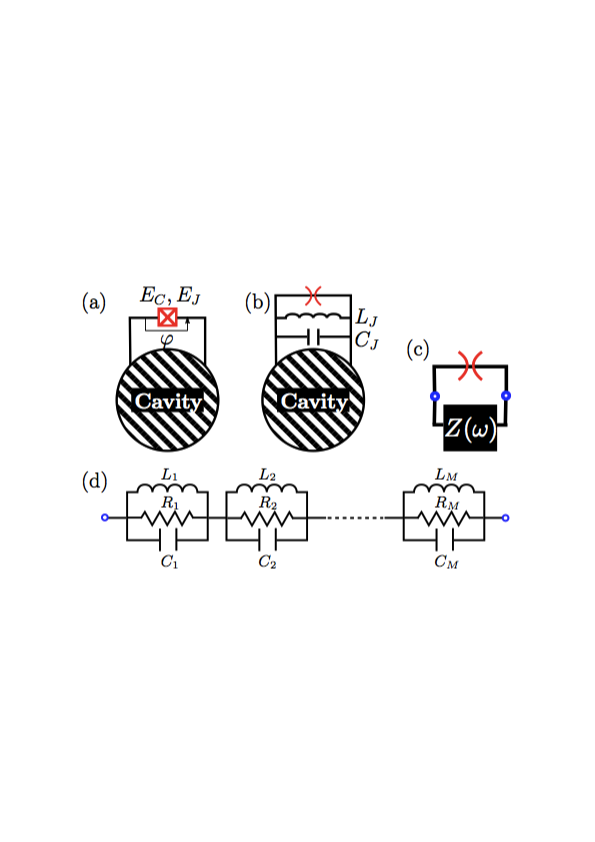 (a)
E_C, E_J
φ
Cavity
(b)
L_J
C_J
Cavity
(c)
Z(ω)
(d)
L_1
R_1
C_1
L_2
R_2
C_2
L_M
R_M
C_M